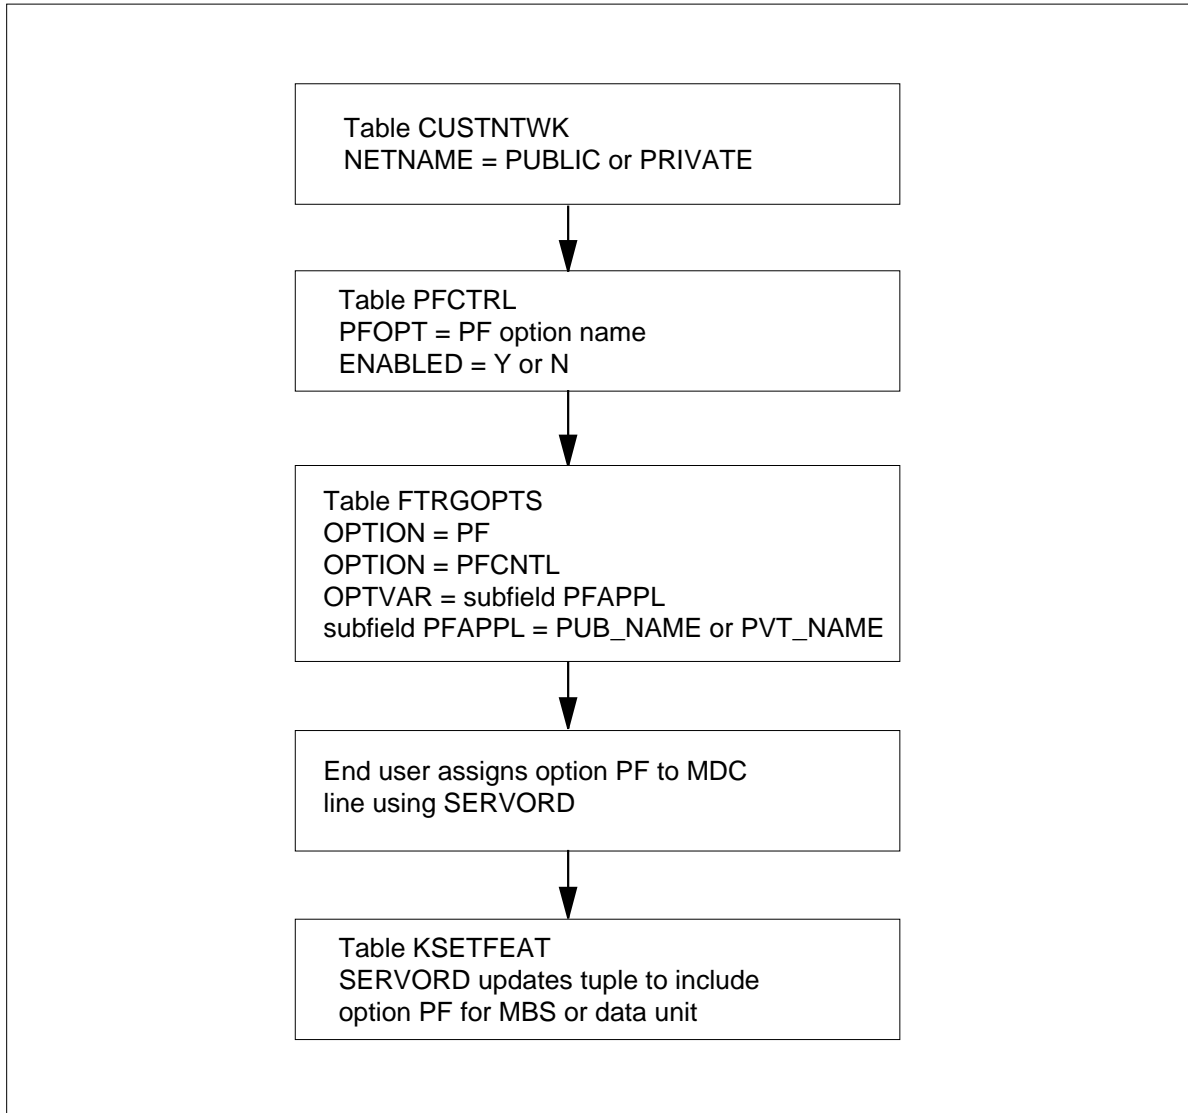 Table CUSTNTWK
NETNAME = PUBLIC or PRIVATE
Table PFCTRL
PFOPT = PF option name
ENABLED = Y or N
Table FTRGOPTS
OPTION = PF
OPTION = PFCNTL
OPTVAR = subfield PFAPPL
subfield PFAPPL = PUB_NAME or PVT_NAME
End user assigns option PF to MDC
line using SERVORD
Table KSETFEAT
SERVORD updates tuple to include
option PF for MBS or data unit